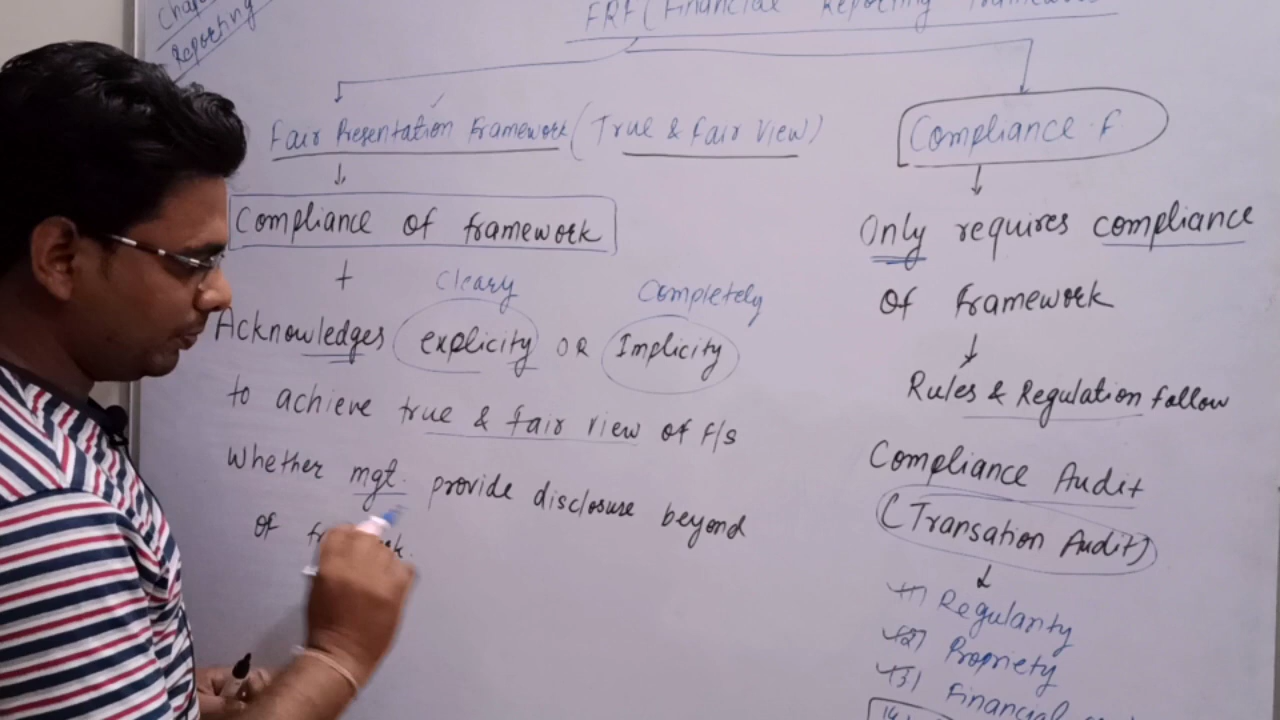 Reporting
FRF (Financial Reporting Framework
Fair Presentation Framework (True & Fair View)
Compliance of framework
+
Cleary Completely
Acknowledges explicity OR Implicity
to achieve true & fair view of F/s
Whether mgt. provide disclosure beyond
of
Compliance F
Only requires compliance
Of Framework
Rules & Regulation follow
Compliance Audit
(Transation Audit)
(1) Regularity
(2) Propriety
(3) Financial